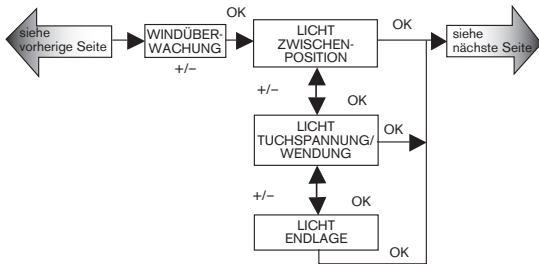 siehe
vorherige Seite
WINDÜBER-
WACHUNG
+/–
OK
LICHT
ZWISCHEN-
POSITION
OK
siehe
nächste Seite
+/–
OK
LICHT
TUCHSPANNUNG/
WENDUNG
OK
+/–
OK
LICHT
ENDLAGE
OK